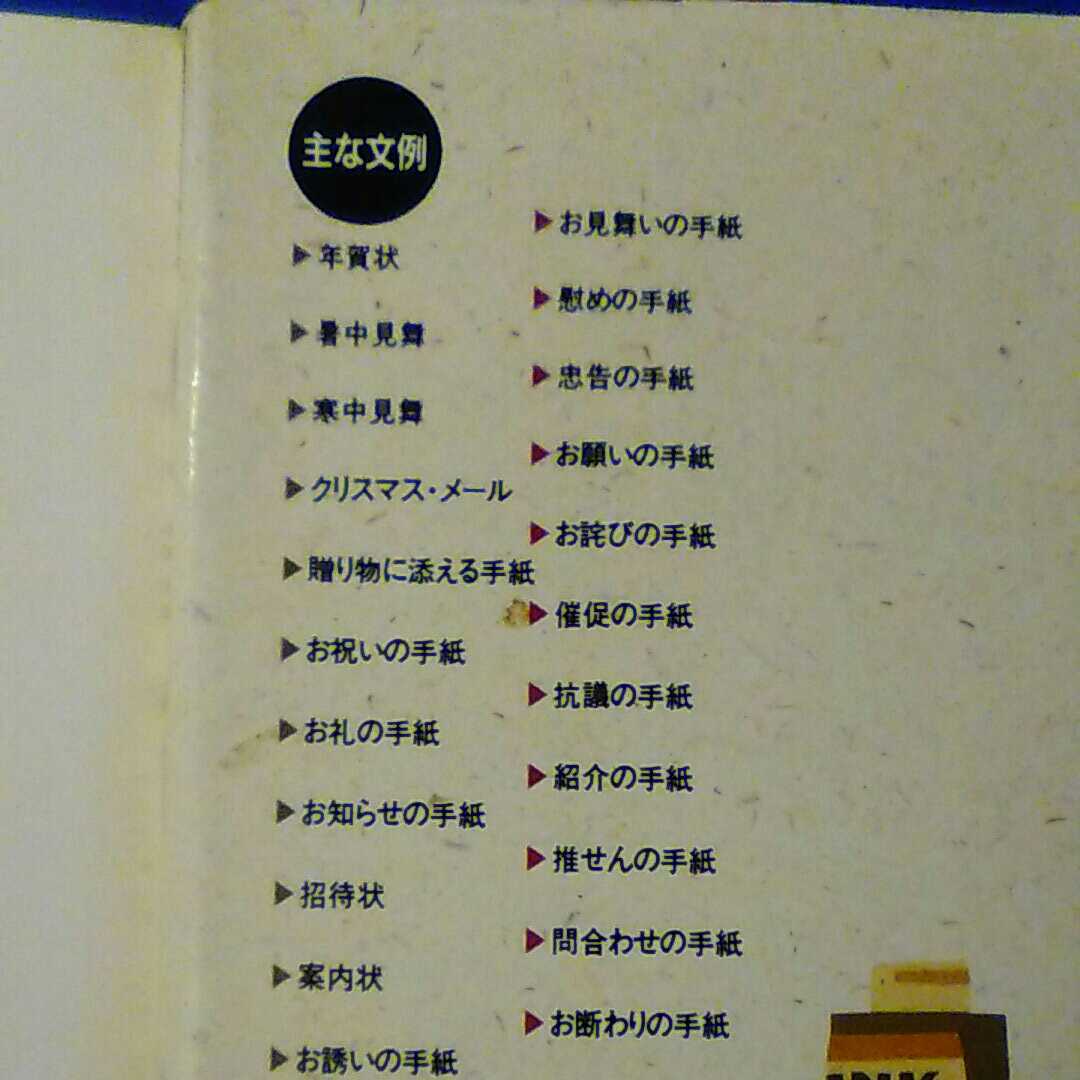 主な文例
▶年賀状
▶暑中見舞
▶寒中見舞
▶クリスマス・メール
▶贈り物に添える手紙
▶お祝いの手紙
▶お礼の手紙
▶お知らせの手紙
▶招待状
▶案内状
▶お誘いの手紙
▶お見舞いの手紙
▶慰めの手紙
▶忠告の手紙
▶お願いの手紙
▶お詫びの手紙
▶催促の手紙
▶抗議の手紙
▶紹介の手紙
▶推せんの手紙
▶問合わせの手紙
▶お断わりの手紙